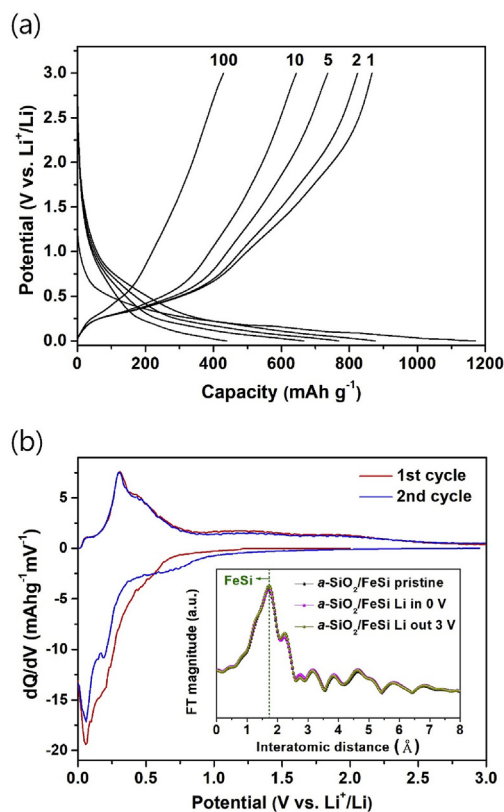 (a)
100 10 5 2 1
3.0
2.5
2.0
1.5
1.0
0.5
0.0
Potential (V vs. Li⁺/Li)
0 200 400 600 800 1000 1200
Capacity (mAh g⁻¹)
(b)
1st cycle
2nd cycle
5
0
-5
-10
-15
-20
dQ/dV (mAhg⁻¹mV⁻¹)
FeSi
a-SiO₂/FeSi pristine
a-SiO₂/FeSi Li in 0 V
a-SiO₂/FeSi Li out 3 V
FT magnitude (a.u.)
0 1 2 3 4 5 6 7 8
Interatomic distance (Å)
0.0 0.5 1.0 1.5 2.0 2.5 3.0
Potential (V vs. Li⁺/Li)